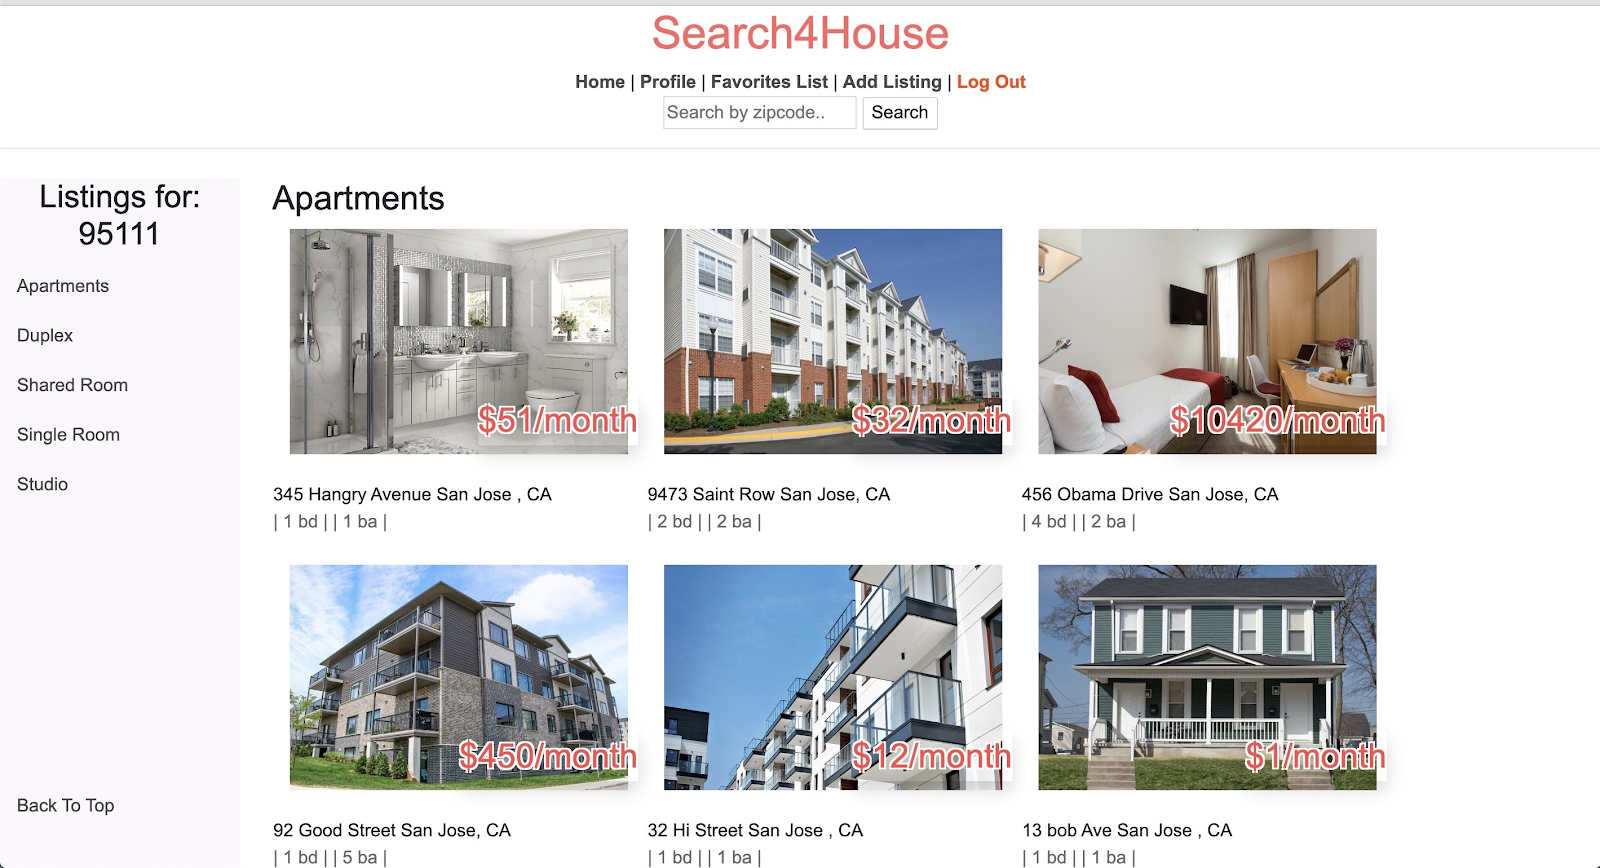 Search4House
Home | Profile | Favorites List | Add Listing | Log Out
Search by zipcode.. Search
Listings for:
95111
Apartments
Duplex
Shared Room
Single Room
Studio
Back To Top
Apartments
$51/month
$32/month
$10420/month
345 Hangry Avenue San Jose , CA
| 1 bd | | 1 ba |
9473 Saint Row San Jose, CA
| 2 bd | | 2 ba |
456 Obama Drive San Jose, CA
| 4 bd | | 2 ba |
$450/month
$12/month
$1/month
92 Good Street San Jose, CA
| 1 bd | | 5 ba |
32 Hi Street San Jose , CA
| 1 bd | | 1 ba |
13 bob Ave San Jose , CA
| 1 bd | | 1 ba |